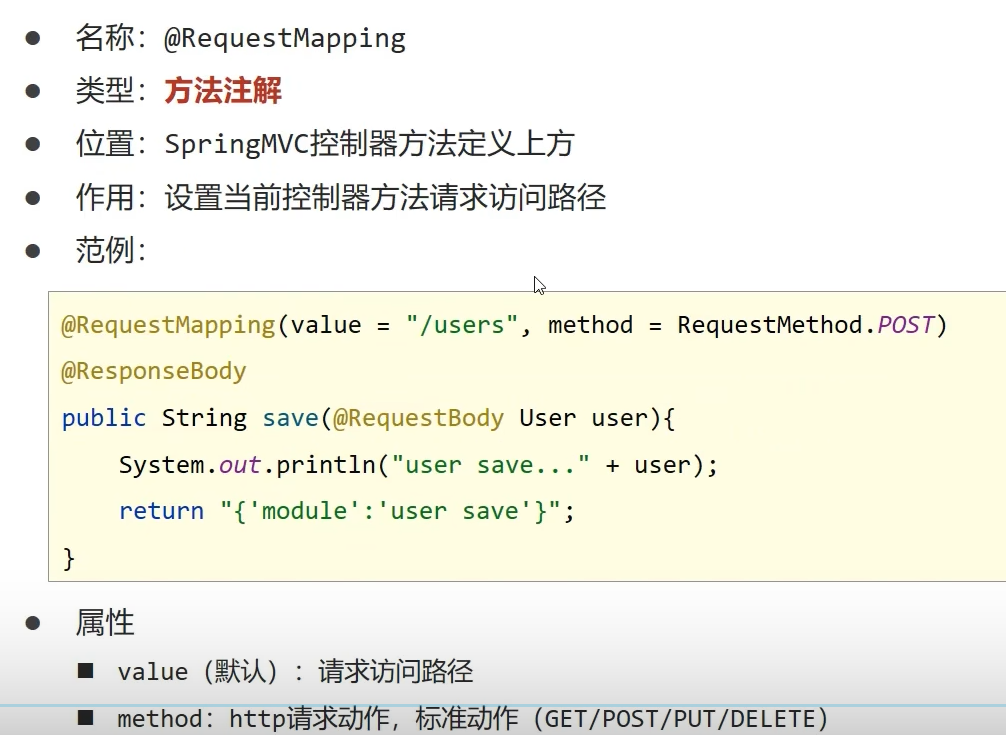 名称：@RequestMapping
类型：方法注解
位置：SpringMVC控制器方法定义上方
作用：设置当前控制器方法请求访问路径
范例：
@RequestMapping(value = "/users", method = RequestMethod.POST)
@ResponseBody
public String save(@RequestBody User user){
    System.out.println("user save..." + user);
    return "{'module':'user save'}";
}
属性
value（默认）：请求访问路径
method：http请求动作，标准动作（GET/POST/PUT/DELETE）